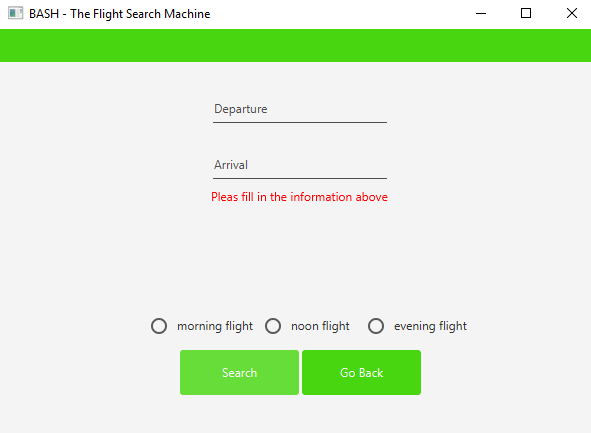 BASH - The Flight Search Machine
Departure
Arrival
Pleas fill in the information above
morning flight noon flight evening flight
Search Go Back